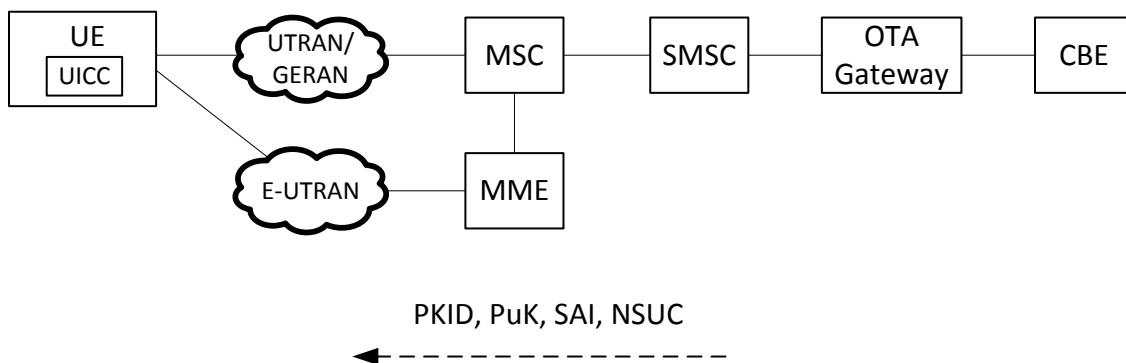 UE
UICC
UTRAN/
GERAN
MSC
SMSC
OTA
Gateway
CBE
E-UTRAN
MME
PKID, PuK, SAI, NSUC